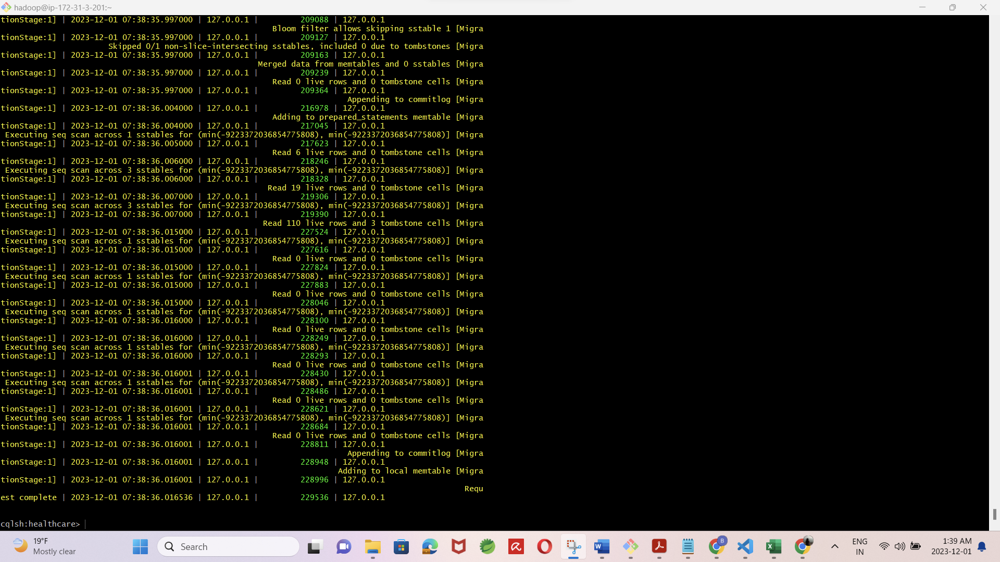 hadoop@ip-172-31-3-201:~
tionStage:1] | 2023-12-01 07:38:35.997000 | 127.0.0.1 | 209088 | 127.0.0.1
Bloom filter allows skipping sstable 1 [Migra
tionStage:1] | 2023-12-01 07:38:35.997000 | 127.0.0.1 | 209127 | 127.0.0.1
Skipped 0/1 non-slice-intersecting sstables, included 0 due to tombstones [Migra
tionStage:1] | 2023-12-01 07:38:35.997000 | 127.0.0.1 | 209163 | 127.0.0.1
Merged data from memtables and 0 sstables [Migra
tionStage:1] | 2023-12-01 07:38:35.997000 | 127.0.0.1 | 209239 | 127.0.0.1
Read 0 live rows and 0 tombstone cells [Migra
tionStage:1] | 2023-12-01 07:38:35.997000 | 127.0.0.1 | 209364 | 127.0.0.1
Appending to commitlog [Migra
tionStage:1] | 2023-12-01 07:38:36.004000 | 127.0.0.1 | 216978 | 127.0.0.1
Adding to prepared_statements memtable [Migra
tionStage:1] | 2023-12-01 07:38:36.004000 | 127.0.0.1 | 217045 | 127.0.0.1
Executing seq scan across 1 sstables for (min(-9223372036854775808), min(-9223372036854775808)] [Migra
tionStage:1] | 2023-12-01 07:38:36.005000 | 127.0.0.1 | 217623 | 127.0.0.1
Read 6 live rows and 0 tombstone cells [Migra
tionStage:1] | 2023-12-01 07:38:36.006000 | 127.0.0.1 | 218246 | 127.0.0.1
Executing seq scan across 3 sstables for (min(-9223372036854775808), min(-9223372036854775808)] [Migra
tionStage:1] | 2023-12-01 07:38:36.006000 | 127.0.0.1 | 218328 | 127.0.0.1
Read 19 live rows and 0 tombstone cells [Migra
tionStage:1] | 2023-12-01 07:38:36.007000 | 127.0.0.1 | 219306 | 127.0.0.1
Executing seq scan across 3 sstables for (min(-9223372036854775808), min(-9223372036854775808)] [Migra
tionStage:1] | 2023-12-01 07:38:36.007000 | 127.0.0.1 | 219390 | 127.0.0.1
Read 110 live rows and 3 tombstone cells [Migra
tionStage:1] | 2023-12-01 07:38:36.015000 | 127.0.0.1 | 227524 | 127.0.0.1
Executing seq scan across 1 sstables for (min(-9223372036854775808), min(-9223372036854775808)] [Migra
tionStage:1] | 2023-12-01 07:38:36.015000 | 127.0.0.1 | 227616 | 127.0.0.1
Read 0 live rows and 0 tombstone cells [Migra
tionStage:1] | 2023-12-01 07:38:36.015000 | 127.0.0.1 | 227824 | 127.0.0.1
Executing seq scan across 1 sstables for (min(-9223372036854775808), min(-9223372036854775808)] [Migra
tionStage:1] | 2023-12-01 07:38:36.015000 | 127.0.0.1 | 227883 | 127.0.0.1
Read 0 live rows and 0 tombstone cells [Migra
tionStage:1] | 2023-12-01 07:38:36.015000 | 127.0.0.1 | 228046 | 127.0.0.1
Executing seq scan across 1 sstables for (min(-9223372036854775808), min(-9223372036854775808)] [Migra
tionStage:1] | 2023-12-01 07:38:36.016000 | 127.0.0.1 | 228100 | 127.0.0.1
Read 0 live rows and 0 tombstone cells [Migra
tionStage:1] | 2023-12-01 07:38:36.016000 | 127.0.0.1 | 228249 | 127.0.0.1
Executing seq scan across 1 sstables for (min(-9223372036854775808), min(-9223372036854775808)] [Migra
tionStage:1] | 2023-12-01 07:38:36.016000 | 127.0.0.1 | 228293 | 127.0.0.1
Read 0 live rows and 0 tombstone cells [Migra
tionStage:1] | 2023-12-01 07:38:36.016001 | 127.0.0.1 | 228430 | 127.0.0.1
Executing seq scan across 1 sstables for (min(-9223372036854775808), min(-9223372036854775808)] [Migra
tionStage:1] | 2023-12-01 07:38:36.016001 | 127.0.0.1 | 228486 | 127.0.0.1
Read 0 live rows and 0 tombstone cells [Migra
tionStage:1] | 2023-12-01 07:38:36.016001 | 127.0.0.1 | 228621 | 127.0.0.1
Executing seq scan across 1 sstables for (min(-9223372036854775808), min(-9223372036854775808)] [Migra
tionStage:1] | 2023-12-01 07:38:36.016001 | 127.0.0.1 | 228684 | 127.0.0.1
Read 0 live rows and 0 tombstone cells [Migra
tionStage:1] | 2023-12-01 07:38:36.016001 | 127.0.0.1 | 228811 | 127.0.0.1
Appending to commitlog [Migra
tionStage:1] | 2023-12-01 07:38:36.016001 | 127.0.0.1 | 228948 | 127.0.0.1
Adding to local memtable [Migra
tionStage:1] | 2023-12-01 07:38:36.016001 | 127.0.0.1 | 228996 | 127.0.0.1
Requ
est complete | 2023-12-01 07:38:36.016536 | 127.0.0.1 | 229536 | 127.0.0.1
cqlsh:healthcare>
19°F
Mostly clear
Search
B
ENG
IN
1:39 AM
2023-12-01